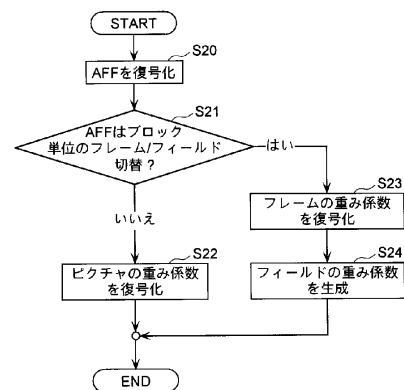 START
S20
AFFを復号化
S21
AFFはブロック
単位のフレーム/フィールド
切替？
はい
いいえ
S23
フレームの重み係数
を復号化
S22
ピクチャの重み係数
を復号化
S24
フィールドの重み係数
を生成
END